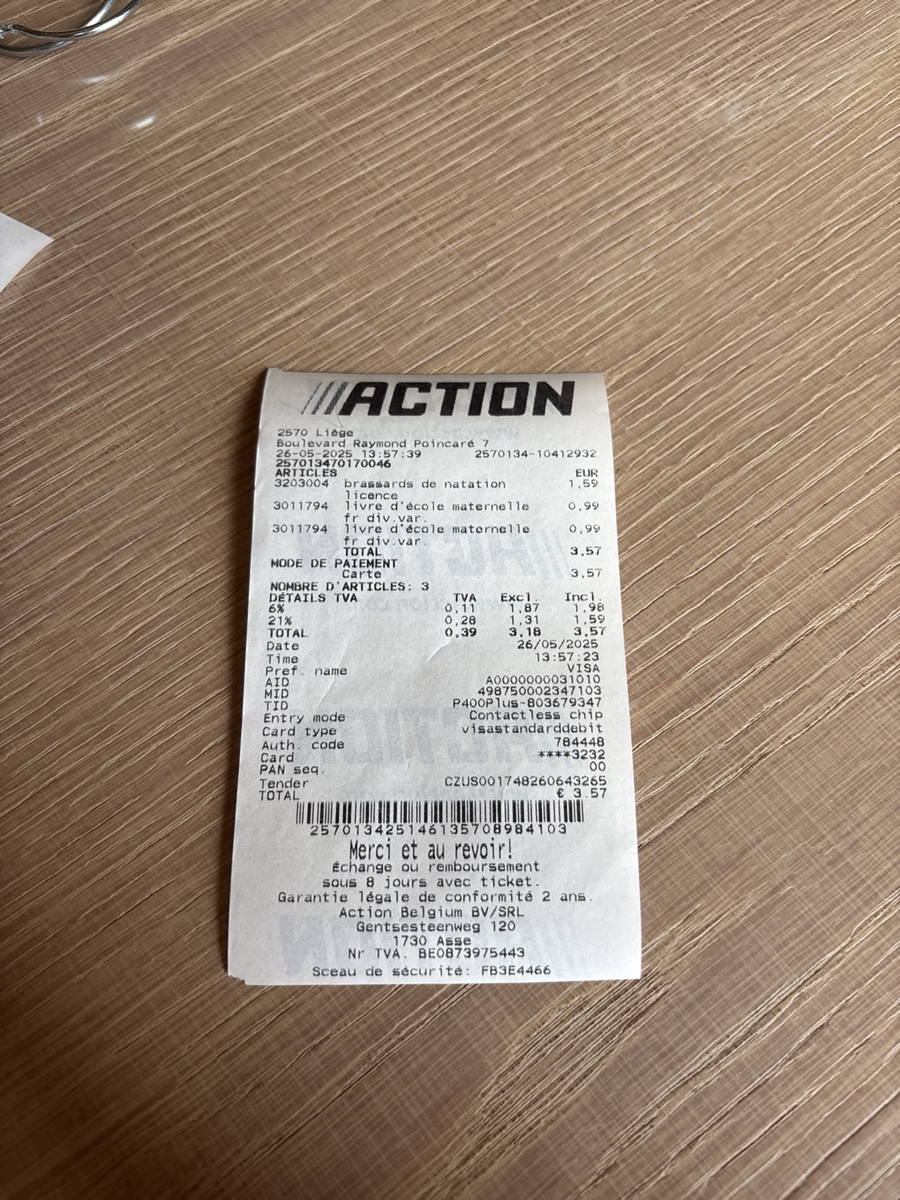 ///ACTION
2570 Liège
Boulevard Raymond Poincaré 7
26-05-2025 13:57:39 2570134-10412932
257013470170046
ARTICLES EUR
3203004 brassards de natation 1,59
licence
3011794 livre d'école maternelle 0,99
fr div.var.
3011794 livre d'école maternelle 0,99
fr div.var.
TOTAL 3,57
MODE DE PAIEMENT
Carte 3,57
NOMBRE D'ARTICLES: 3
DÉTAILS TVA TVA Excl. Incl.
6% 0,11 1,87 1,98
21% 0,28 1,31 1,59
TOTAL 0,39 3,18 3,57
Date 26/05/2025
Time 13:57:23
Pref. name VISA
AID A0000000031010
MID 498750002347103
TID P400Plus-803679347
Entry mode Contactless chip
Card type visastandarddebit
Auth. code 784448
Card ****3232
PAN seq. 00
Tender CZUS001748260643265
TOTAL € 3.57
257013425146135708984103
Merci et au revoir!
Échange ou remboursement
sous 8 jours avec ticket.
Garantie légale de conformité 2 ans.
Action Belgium BV/SRL
Gentsesteenweg 120
1730 Asse
Nr TVA. BE0873975443
Sceau de sécurité: FB3E4466